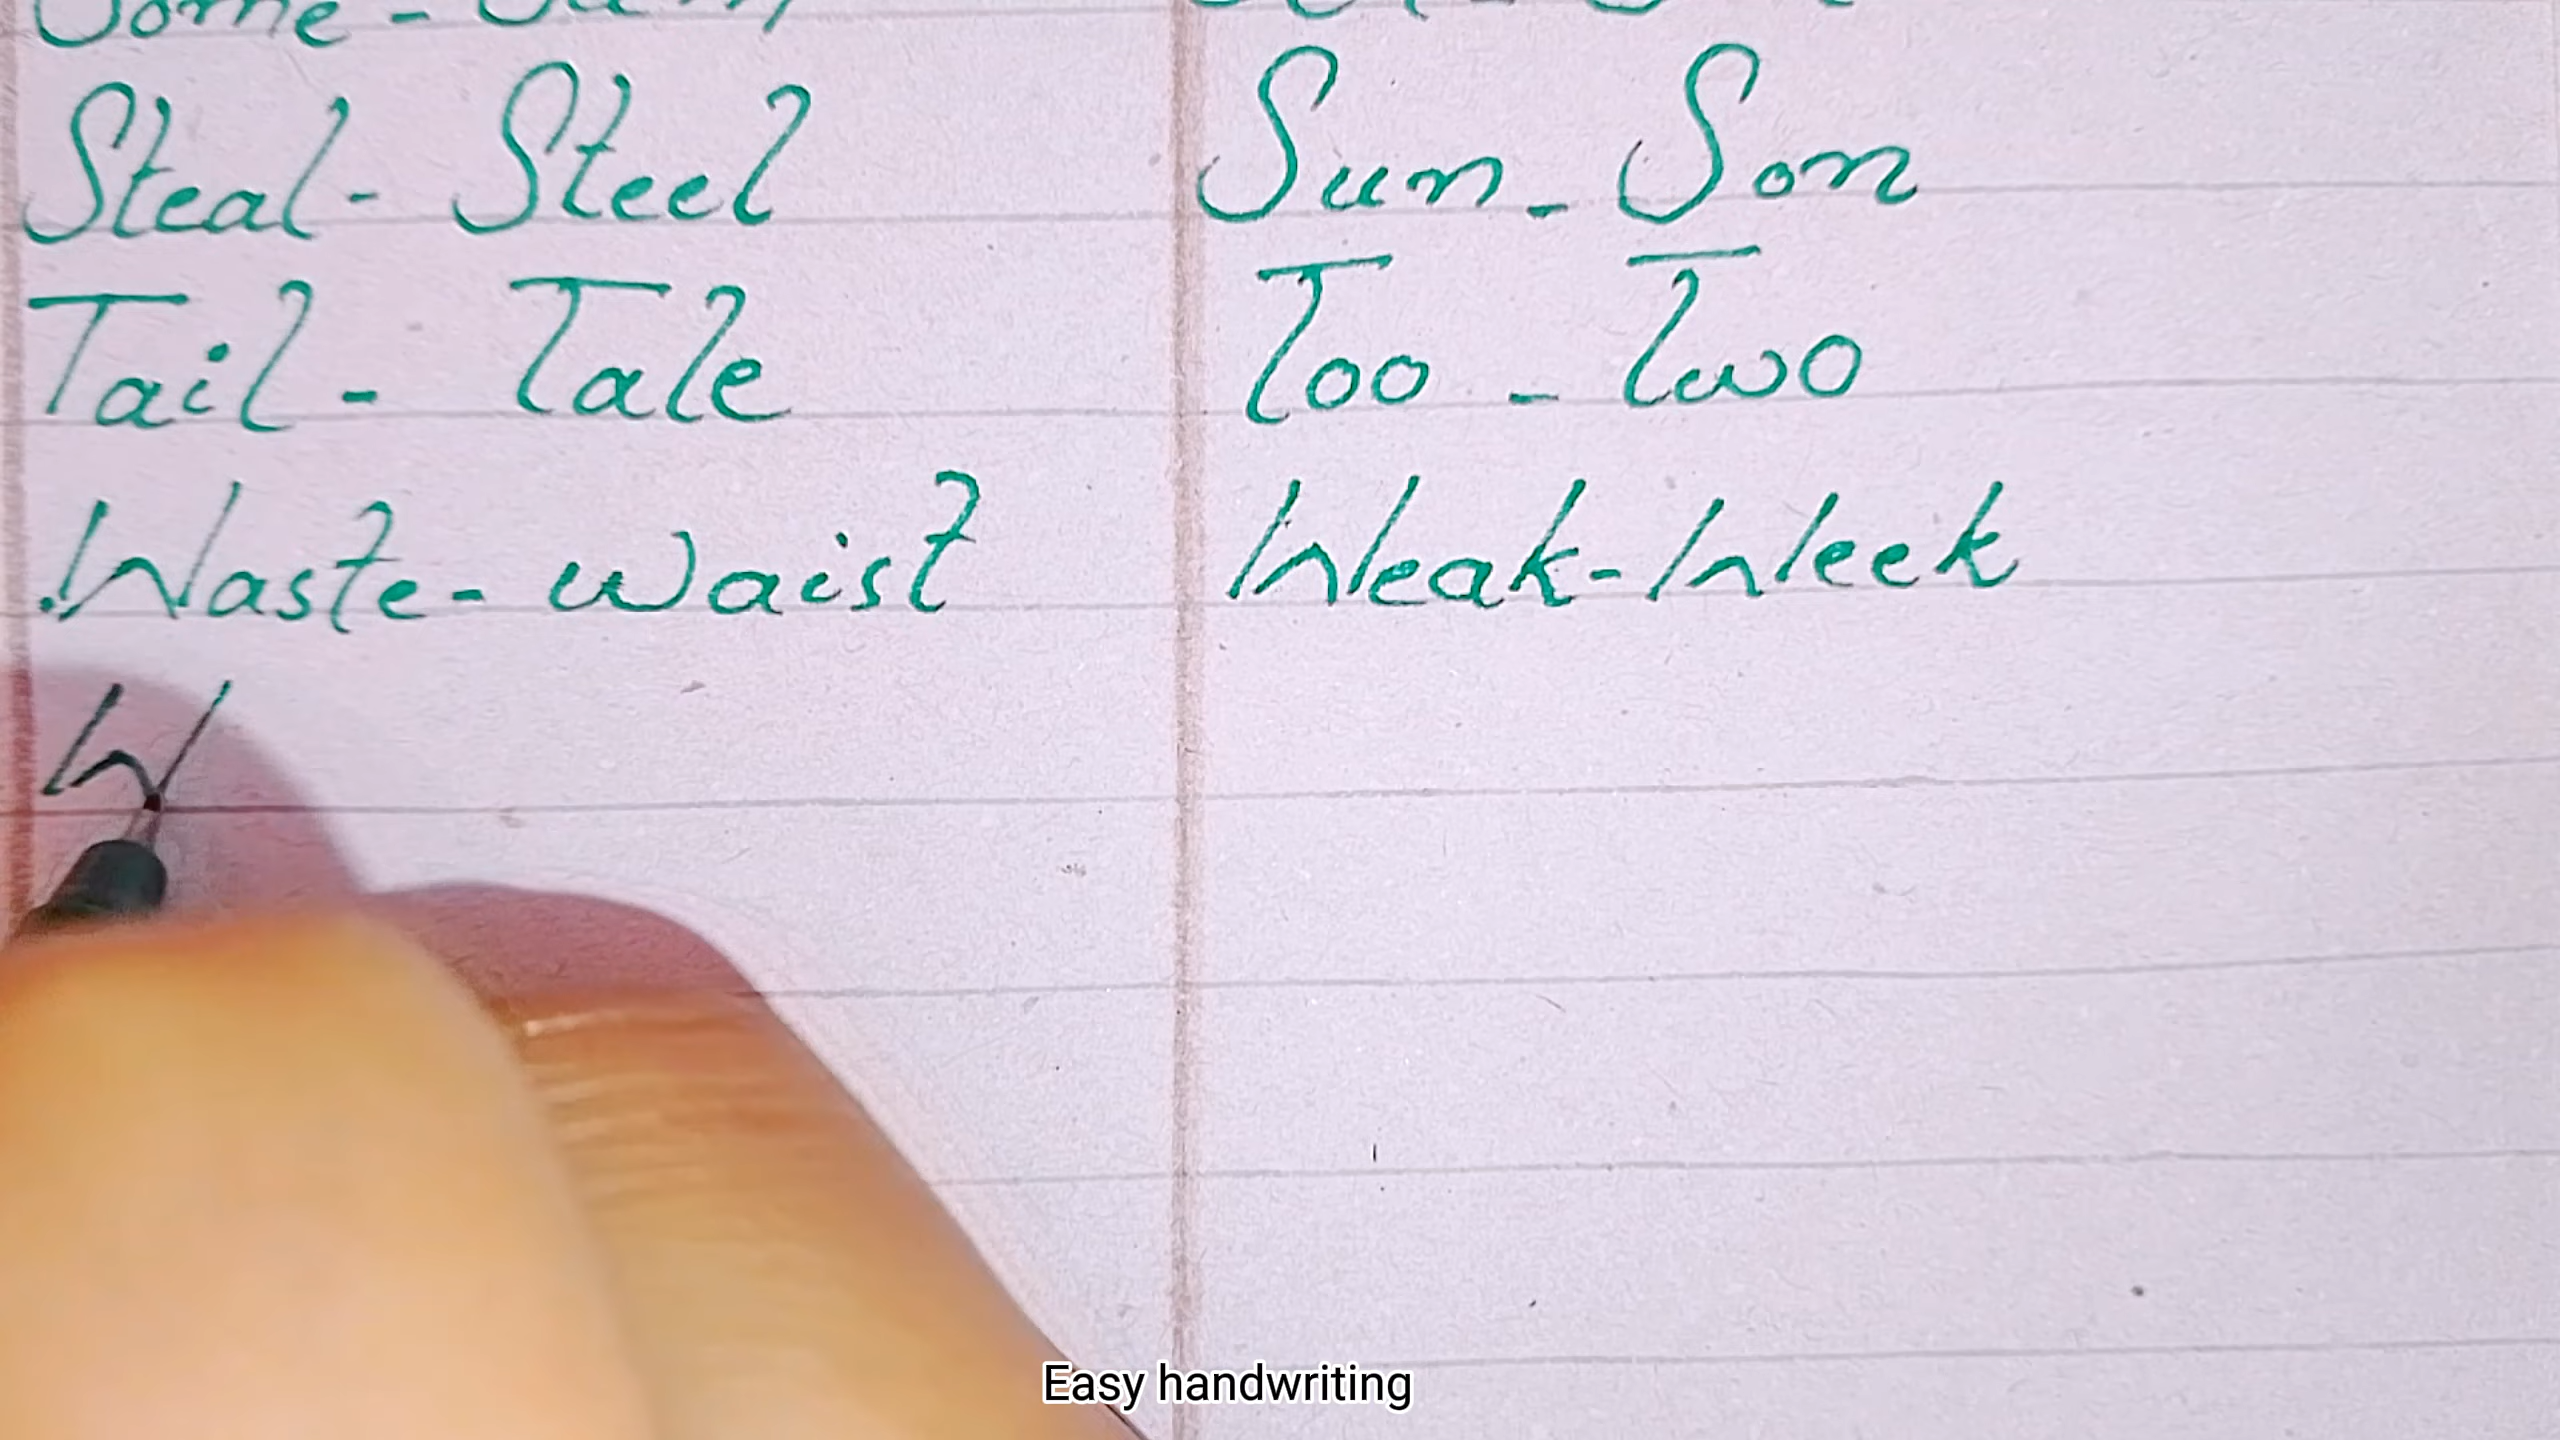 Steal - Steel
Sun - Son
Tail - Tale
Too - Two
Waste - waist
Weak - Week
W
Easy handwriting